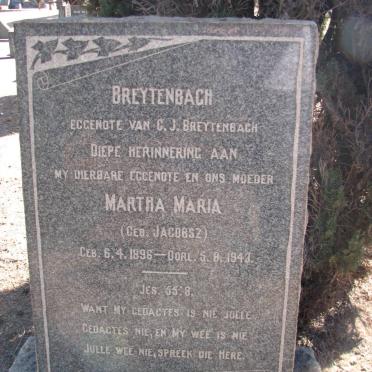 BREYTENBACH
EGGENOTE VAN C. J. BREYTENBACH
DIEPE HERINNERING AAN
MY DIERBARE EGGENOTE EN ONS MOEDER
MARTHA MARIA
(GEB. JACOBSZ)
GEB. 6. 4. 1896 — OORL. 5. 8. 1943.
JES. 55°8.
WANT MY GEDAGTES IS NIE JULLE
GEDAGTES NIE, EN MY WEË IS NIE
JULLE WEË NIE, SPREEK DIE HERE.